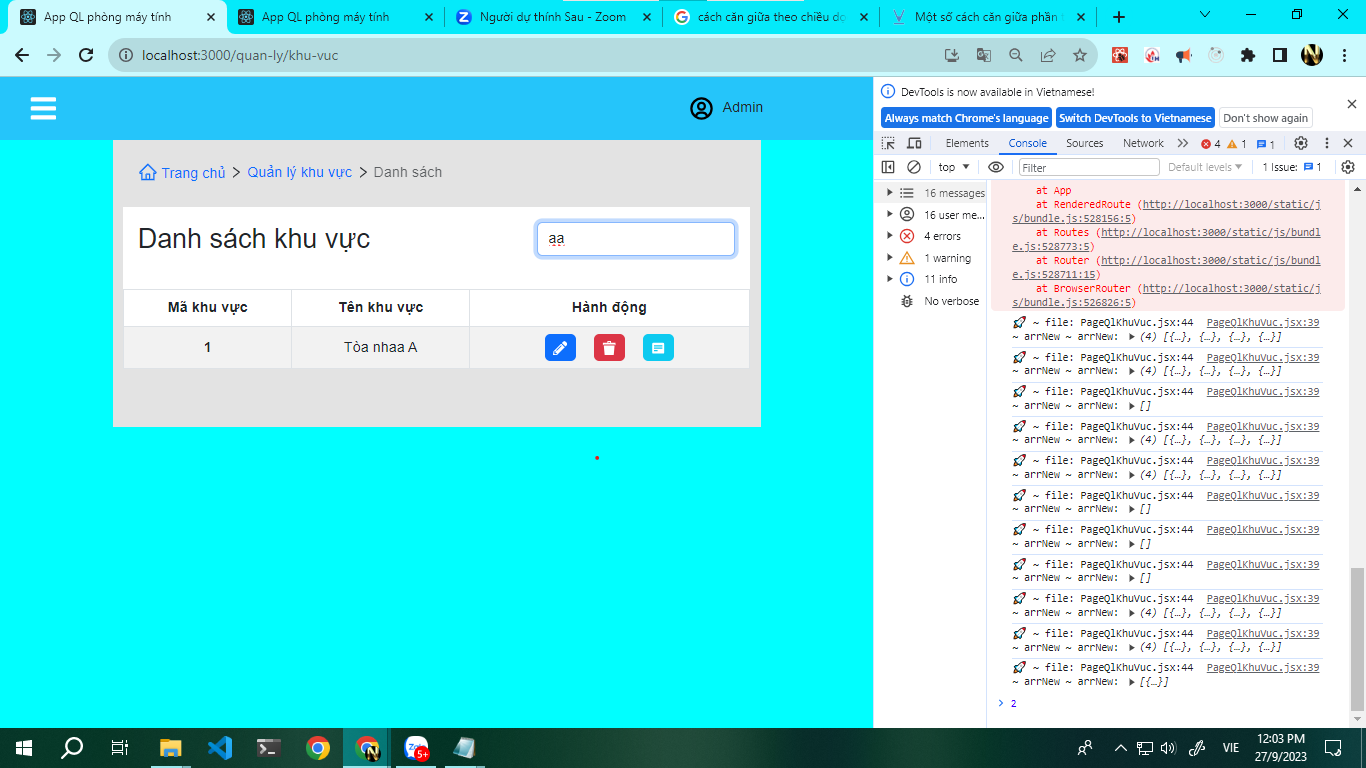 App QL phòng máy tính
App QL phòng máy tính
Người dự thính Sau - Zoom
cách căn giữa theo chiều dọ
Một số cách căn giữa phần t
localhost:3000/quan-ly/khu-vuc
Admin
Trang chủ > Quản lý khu vực > Danh sách
Danh sách khu vực
aa
Mã khu vực Tên khu vực Hành động
1 Tòa nhaa A
DevTools is now available in Vietnamese!
Always match Chrome's language Switch DevTools to Vietnamese Don't show again
Elements Console Sources Network 4 1 1
top Filter Default levels 1 Issue: 1
16 messages
16 user me...
4 errors
1 warning
11 info
No verbose
at App
at RenderedRoute (http://localhost:3000/static/j
s/bundle.js:528156:5)
at Routes (http://localhost:3000/static/js/bundl
e.js:528773:5)
at Router (http://localhost:3000/static/js/bundl
e.js:528711:15)
at BrowserRouter (http://localhost:3000/static/j
s/bundle.js:526826:5)
🚀 ~ file: PageQlKhuVuc.jsx:44 PageQlKhuVuc.jsx:39
~ arrNew ~ arrNew: (4) [{…}, {…}, {…}, {…}]
🚀 ~ file: PageQlKhuVuc.jsx:44 PageQlKhuVuc.jsx:39
~ arrNew ~ arrNew: (4) [{…}, {…}, {…}, {…}]
🚀 ~ file: PageQlKhuVuc.jsx:44 PageQlKhuVuc.jsx:39
~ arrNew ~ arrNew: []
🚀 ~ file: PageQlKhuVuc.jsx:44 PageQlKhuVuc.jsx:39
~ arrNew ~ arrNew: (4) [{…}, {…}, {…}, {…}]
🚀 ~ file: PageQlKhuVuc.jsx:44 PageQlKhuVuc.jsx:39
~ arrNew ~ arrNew: (4) [{…}, {…}, {…}, {…}]
🚀 ~ file: PageQlKhuVuc.jsx:44 PageQlKhuVuc.jsx:39
~ arrNew ~ arrNew: []
🚀 ~ file: PageQlKhuVuc.jsx:44 PageQlKhuVuc.jsx:39
~ arrNew ~ arrNew: []
🚀 ~ file: PageQlKhuVuc.jsx:44 PageQlKhuVuc.jsx:39
~ arrNew ~ arrNew: []
🚀 ~ file: PageQlKhuVuc.jsx:44 PageQlKhuVuc.jsx:39
~ arrNew ~ arrNew: (4) [{…}, {…}, {…}, {…}]
🚀 ~ file: PageQlKhuVuc.jsx:44 PageQlKhuVuc.jsx:39
~ arrNew ~ arrNew: (4) [{…}, {…}, {…}, {…}]
🚀 ~ file: PageQlKhuVuc.jsx:44 PageQlKhuVuc.jsx:39
~ arrNew ~ arrNew: [{…}]
> 2
5+
VIE
12:03 PM
27/9/2023